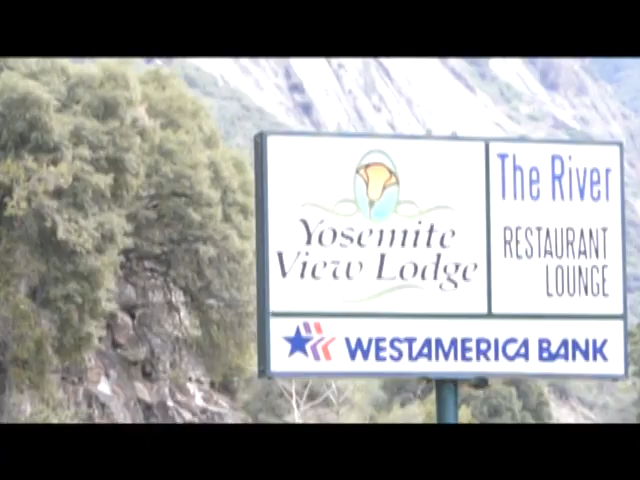 Yosemite
View Lodge
The River
RESTAURANT
LOUNGE
WESTAMERICA BANK